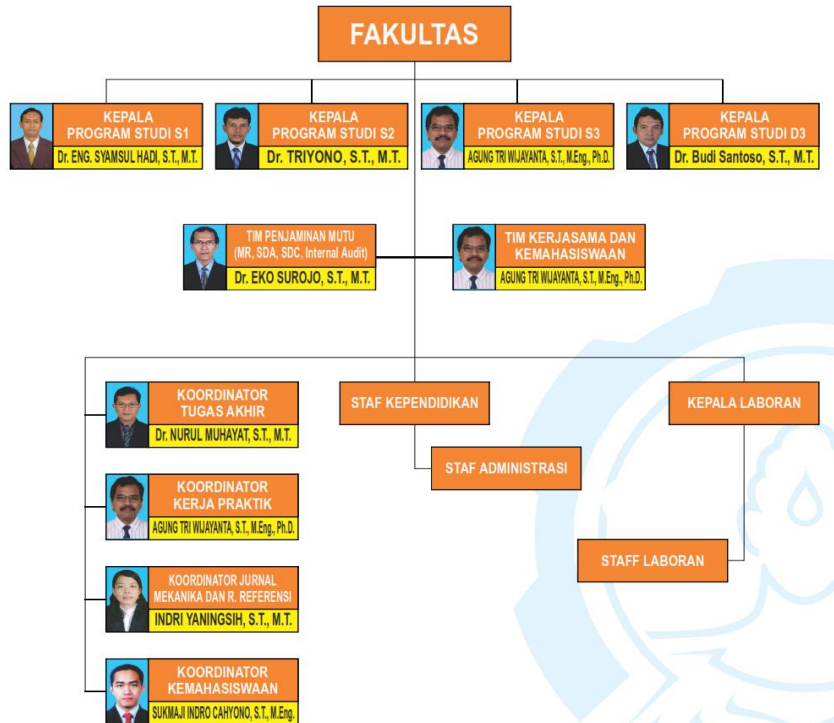 FAKULTAS
KEPALA
PROGRAM STUDI S1
Dr. ENG. SYAMSUL HADI, S.T., M.T.
KEPALA
PROGRAM STUDI S2
Dr. TRIYONO, S.T., M.T.
KEPALA
PROGRAM STUDI S3
AGUNG TRI WIJAYANTA, S.T., M.Eng., Ph.D.
KEPALA
PROGRAM STUDI D3
Dr. Budi Santoso, S.T., M.T.
TIM PENJAMINAN MUTU
(MR, SDA, SDC, Internal Audit)
Dr. EKO SUROJO, S.T., M.T.
TIM KERJASAMA DAN
KEMAHASISWAAN
AGUNG TRI WIJAYANTA, S.T., M.Eng., Ph.D.
KOORDINATOR
TUGAS AKHIR
Dr. NURUL MUHAYAT, S.T., M.T.
KOORDINATOR
KERJA PRAKTIK
AGUNG TRI WIJAYANTA, S.T., M.Eng., Ph.D.
KOORDINATOR JURNAL
MEKANIKA DAN R. REFERENSI
INDRI YANINGSIH, S.T., M.T.
KOORDINATOR
KEMAHASISWAAN
SUKMAJI INDRO CAHYONO, S.T., M.Eng.
STAF KEPENDIDIKAN
STAF ADMINISTRASI
KEPALA LABORAN
STAFF LABORAN